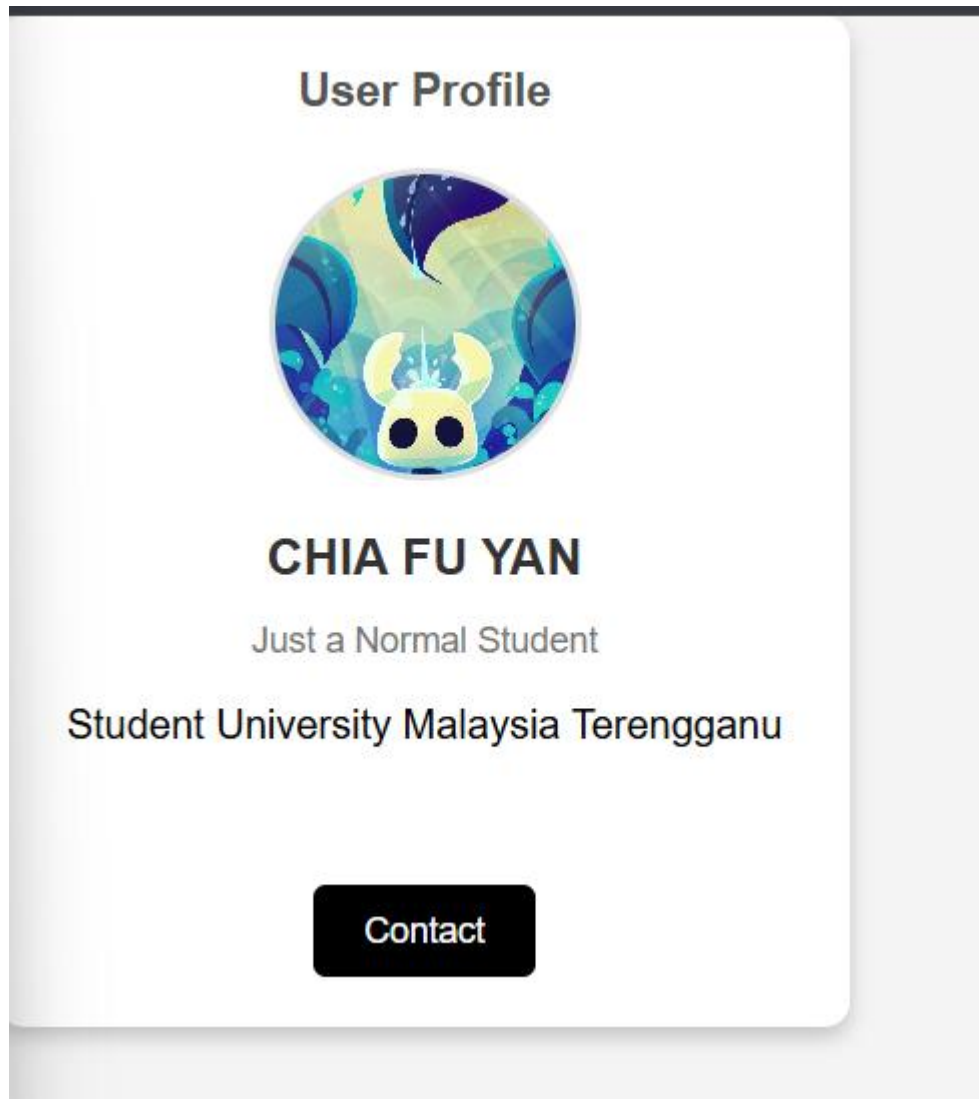 User Profile
CHIA FU YAN
Just a Normal Student
Student University Malaysia Terengganu
Contact